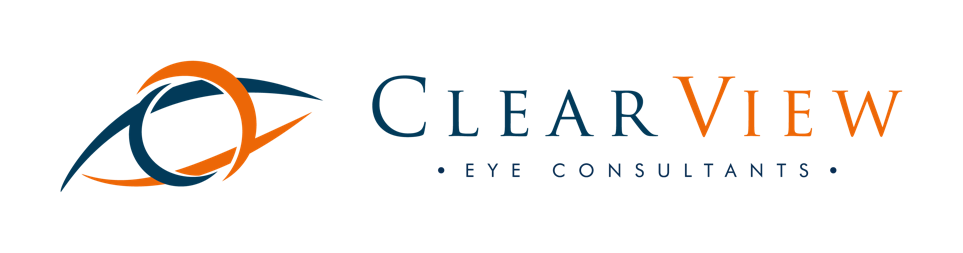 CLEARVIEW
• EYE CONSULTANTS •